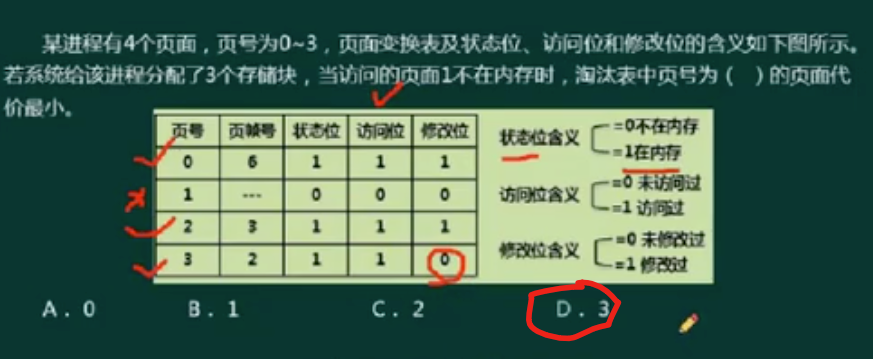 某进程有4个页面，页号为0~3，页面变换表及状态位、访问位和修改位的含义如下图所示。
若系统给该进程分配了3个存储块，当访问的页面1不在内存时，淘汰表中页号为（ ）的页面代
价最小。
页号 页帧号 状态位 访问位 修改位
0 6 1 1 1
1 --- 0 0 0
2 3 1 1 1
3 2 1 1 0
状态位含义 =0不在内存
=1在内存
访问位含义 =0 未访问过
=1 访问过
修改位含义 =0 未修改过
=1 修改过
A．0 B．1 C．2 D．3